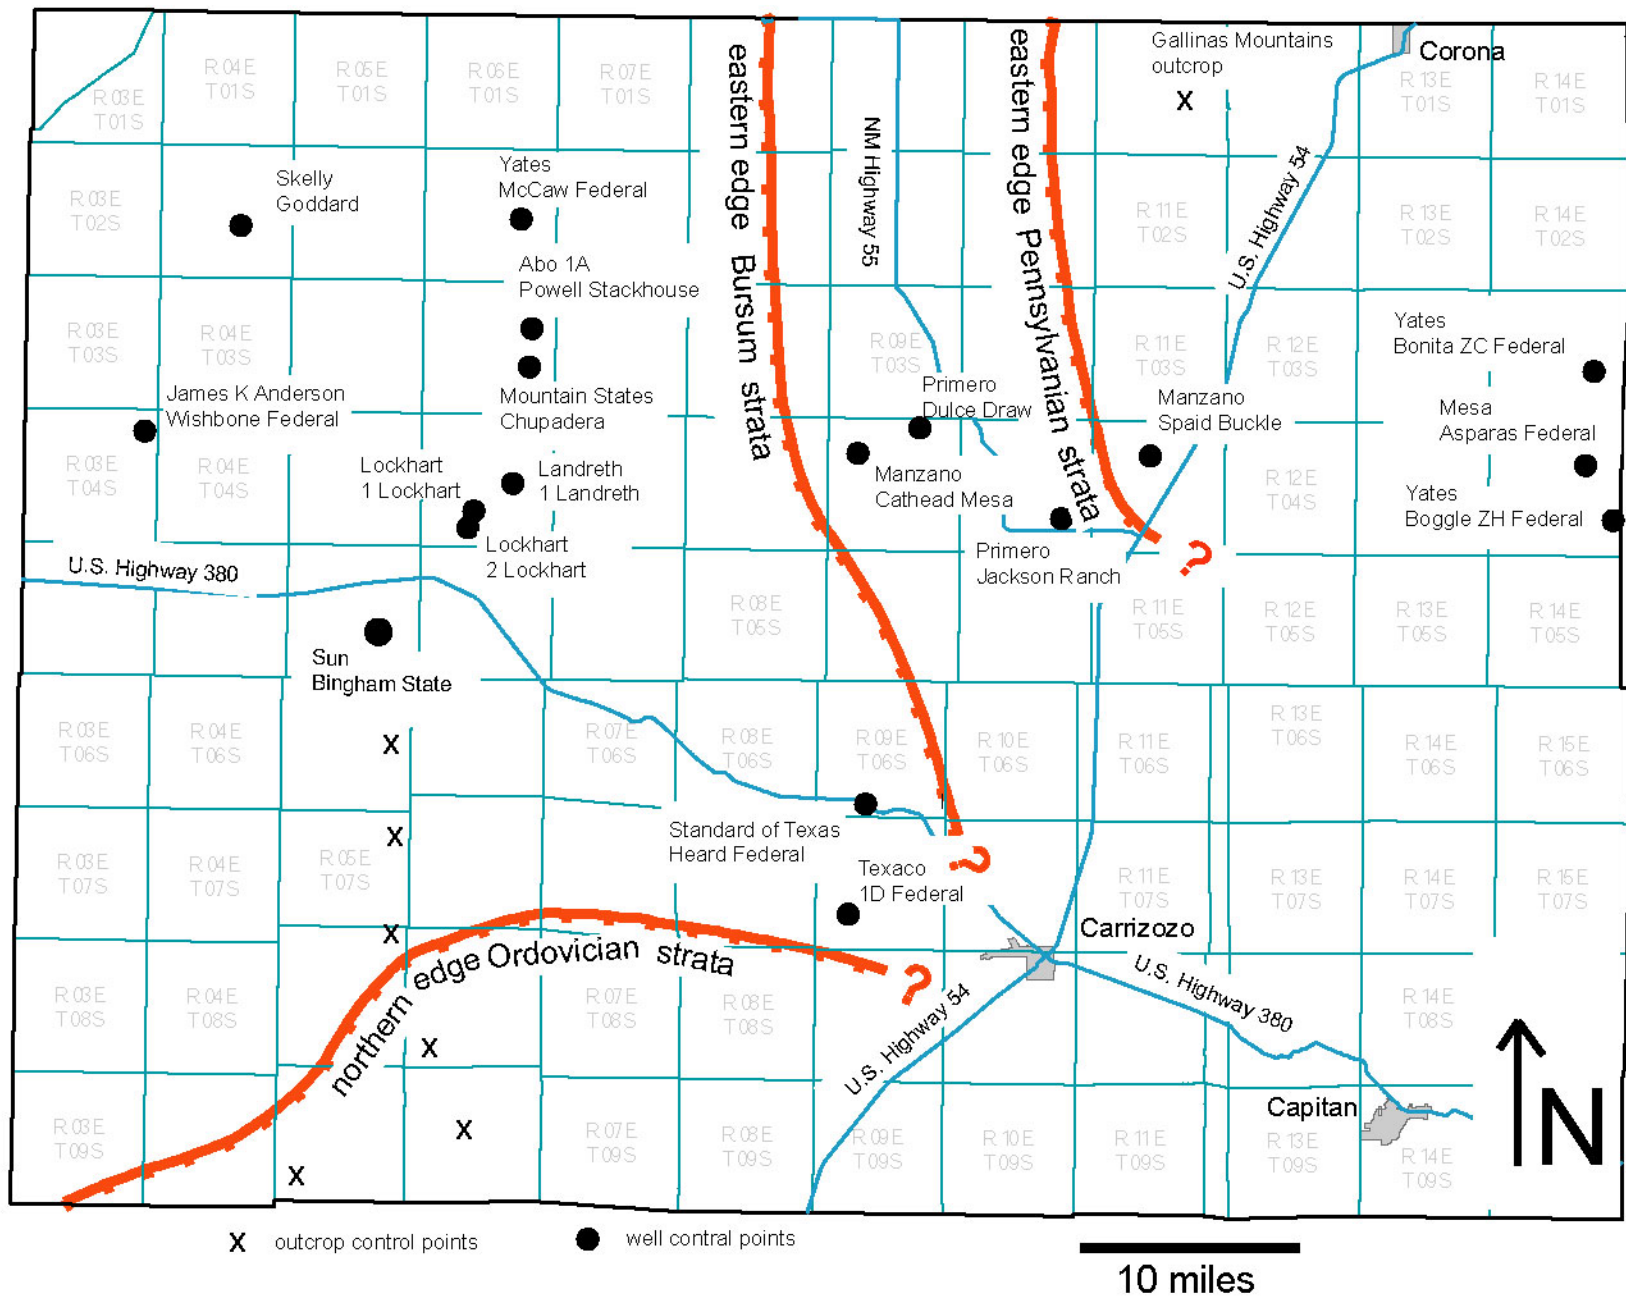 Gallinas Mountains
outcrop
x
Corona
R 03E
T01S
R 04E
T01S
R 05E
T01S
R 06E
T01S
R 07E
T01S
R 13E
T01S
R 14E
T01S
eastern edge Bursum strata
NM Highway 55
eastern edge Pennsylvanian strata
U.S. Highway 54
R 03E
T02S
Skelly
Goddard
Yates
McCaw Federal
R 11E
T02S
R 13E
T02S
R 14E
T02S
Abo 1A
Powell Stackhouse
R 03E
T03S
R 04E
T03S
R 09E
T03S
R 11E
T03S
R 12E
T03S
Yates
Bonita ZC Federal
James K Anderson
Wishbone Federal
Mountain States
Chupadera
Primero
Dulce Draw
Manzano
Spaid Buckle
Mesa
Asparas Federal
R 03E
T04S
R 04E
T04S
Lockhart
1 Lockhart
Landreth
1 Landreth
Manzano
Cathead Mesa
R 12E
T04S
Yates
Boggle ZH Federal
Lockhart
2 Lockhart
Primero
Jackson Ranch
?
U.S. Highway 380
R 08E
T05S
R 11E
T05S
R 12E
T05S
R 13E
T05S
R 14E
T05S
Sun
Bingham State
R 03E
T06S
R 04E
T06S
x
R 07E
T06S
R 08E
T06S
R 09E
T06S
R 10E
T06S
R 11E
T06S
R 13E
T06S
R 14E
T06S
R 15E
T06S
x
Standard of Texas
Heard Federal
?
R 03E
T07S
R 04E
T07S
R 05E
T07S
Texaco
1D Federal
R 11E
T07S
R 13E
T07S
R 14E
T07S
R 15E
T07S
x
northern edge Ordovician strata
?
Carrizozo
U.S. Highway 54
U.S. Highway 380
R 03E
T08S
R 04E
T08S
R 07E
T08S
R 08E
T08S
R 14E
T08S
x
Capitan
N
R 03E
T09S
x
x
R 07E
T09S
R 08E
T09S
R 09E
T09S
R 10E
T09S
R 11E
T09S
R 13E
T09S
R 14E
T09S
x outcrop control points
well contral points
10 miles